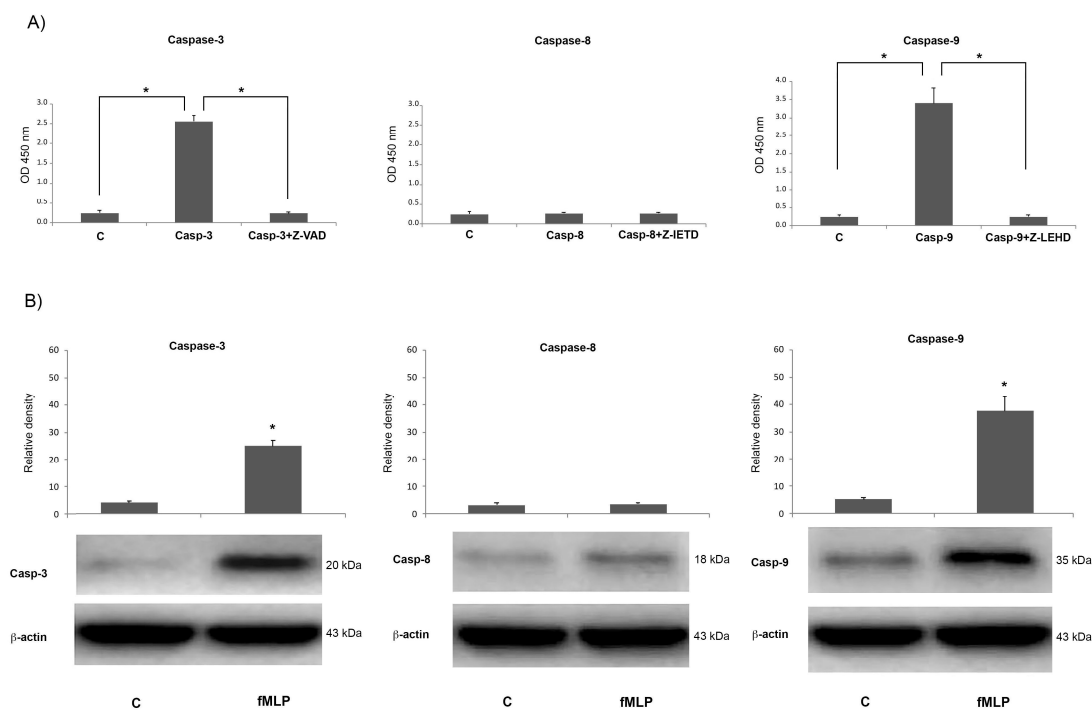 A)
Caspase-3
Caspase-8
Caspase-9
*
*
*
*
OD 450 nm
3.0
2.5
2.0
1.5
1.0
0.5
0.0
C
Casp-3
Casp-3+Z-VAD
OD 450 nm
3.0
2.5
2.0
1.5
1.0
0.5
0.0
C
Casp-8
Casp-8+Z-IETD
OD 450 nm
4.0
3.5
3.0
2.5
2.0
1.5
1.0
0.5
0.0
C
Casp-9
Casp-9+Z-LEHD
B)
Caspase-3
Relative density
60
50
40
30
20
10
0
*
Caspase-8
Relative density
60
50
40
30
20
10
0
Caspase-9
Relative density
60
50
40
30
20
10
0
*
Casp-3
20 kDa
β-actin
43 kDa
C
fMLP
Casp-8
18 kDa
β-actin
43 kDa
C
fMLP
Casp-9
35 kDa
β-actin
43 kDa
C
fMLP